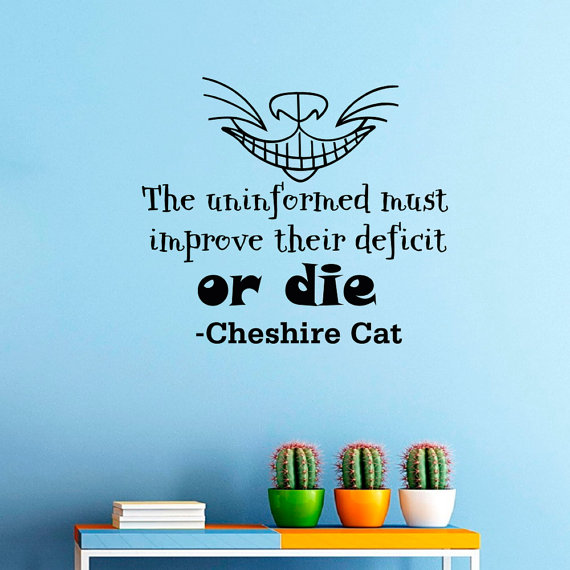 The uninformed must
improve their deficit
or die
-Cheshire Cat